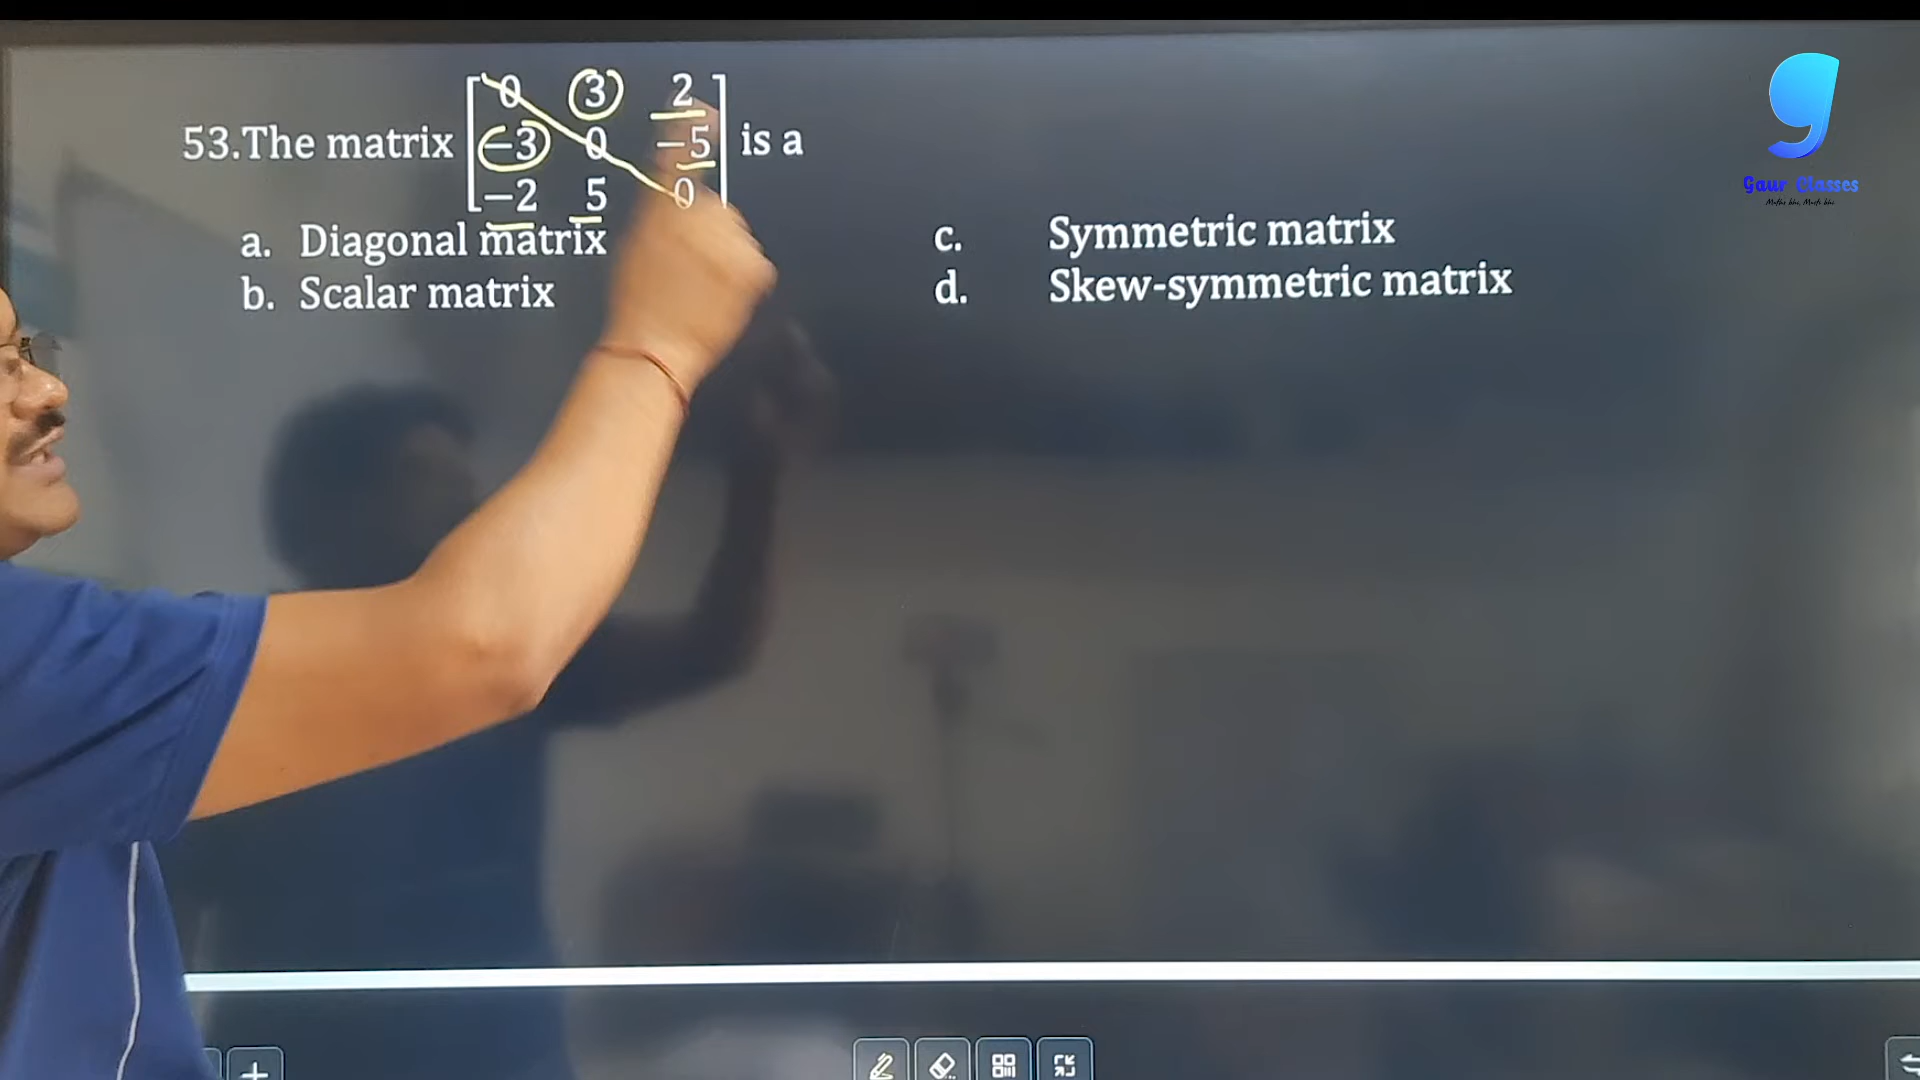 53.The matrix [0 3 2
−3 0 −5
−2 5 0] is a
a. Diagonal matrix
b. Scalar matrix
c. Symmetric matrix
d. Skew-symmetric matrix
Gaur Classes